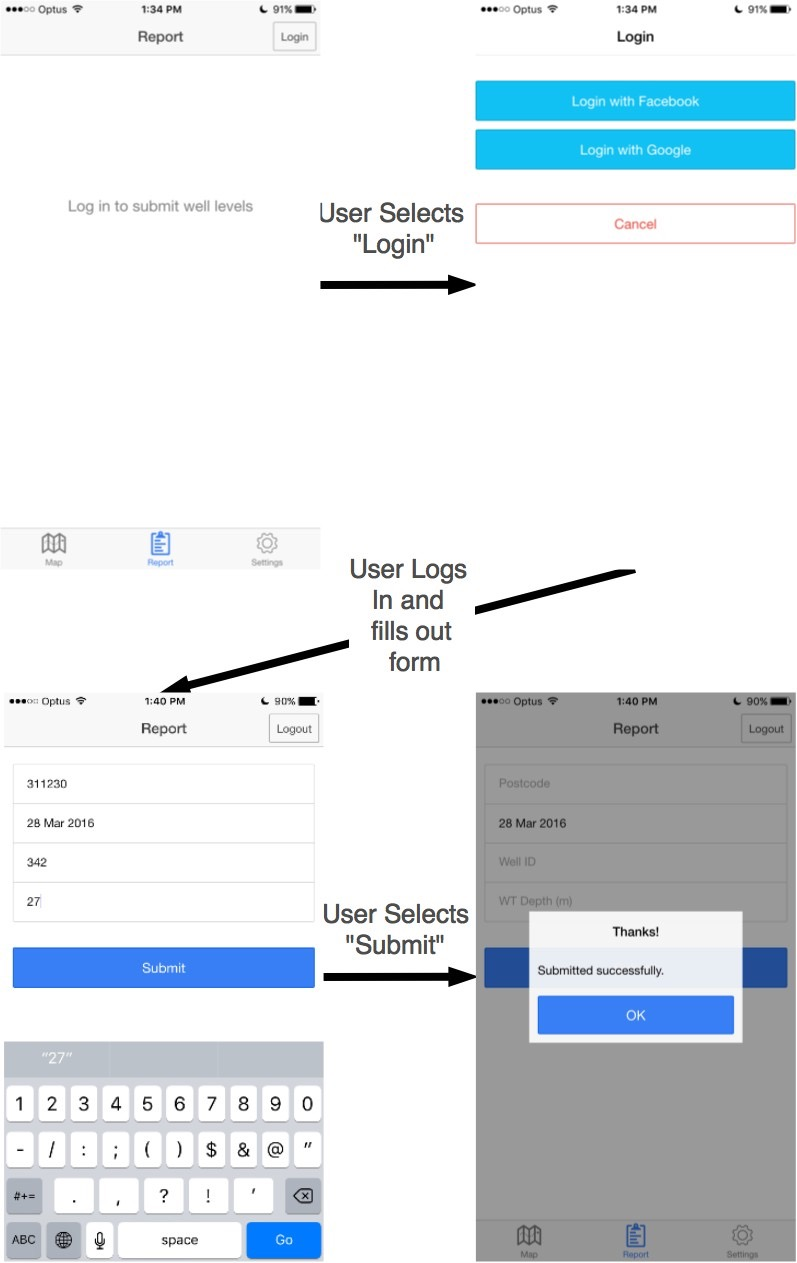 Optus 1:34 PM 91%
Report Login
Log in to submit well levels
Map Report Settings
User Selects
"Login"
Optus 1:34 PM 91%
Login
Login with Facebook
Login with Google
Cancel
User Logs
In and
fills out
form
Optus 1:40 PM 90%
Report Logout
311230
28 Mar 2016
342
27
Submit
"27"
1 2 3 4 5 6 7 8 9 0
- / : ; ( ) $ & @ "
#+= . , ? ! '
ABC space Go
User Selects
"Submit"
Optus 1:40 PM 90%
Report Logout
Postcode
28 Mar 2016
Well ID
WT Depth (m)
Thanks!
Submitted successfully.
OK
Map Report Settings